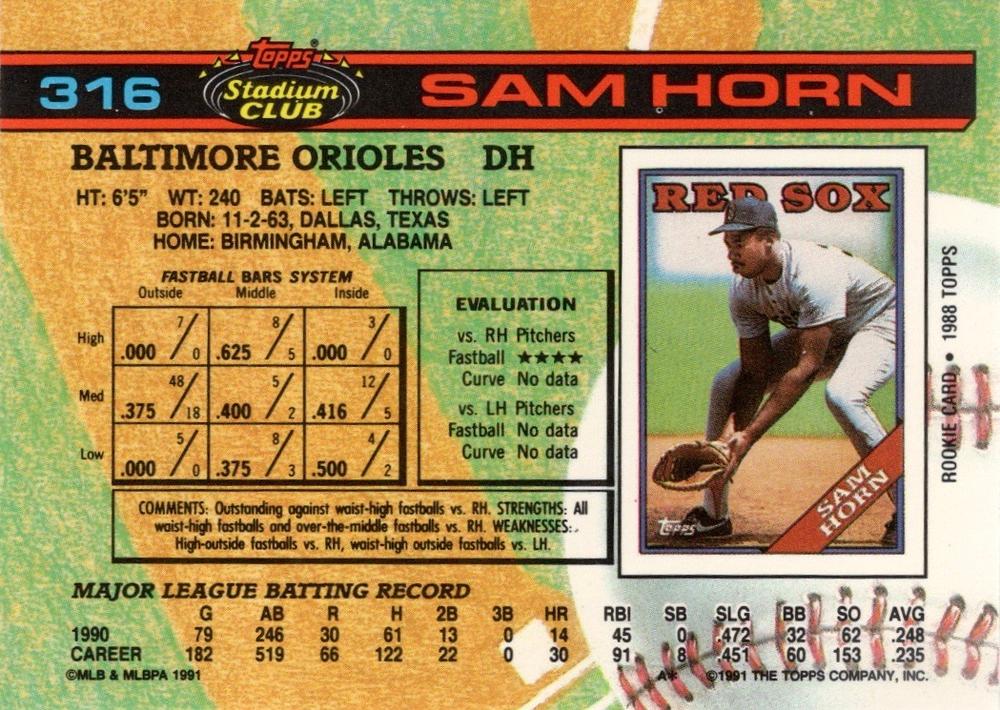 316
Topps
Stadium
CLUB
SAM HORN
BALTIMORE ORIOLES DH
HT: 6'5" WT: 240 BATS: LEFT THROWS: LEFT
BORN: 11-2-63, DALLAS, TEXAS
HOME: BIRMINGHAM, ALABAMA
FASTBALL BARS SYSTEM
Outside Middle Inside
High .000 7/0 .625 8/5 .000 3/0
Med .375 48/18 .400 5/2 .416 12/5
Low .000 5/0 .375 8/3 .500 4/2
EVALUATION
vs. RH Pitchers
Fastball ★★★★
Curve No data
vs. LH Pitchers
Fastball No data
Curve No data
COMMENTS: Outstanding against waist-high fastballs vs. RH. STRENGTHS: All
waist-high fastballs and over-the-middle fastballs vs. RH. WEAKNESSES:
High-outside fastballs vs. RH, waist-high outside fastballs vs. LH.
RED SOX
SAM
HORN
Topps
ROOKIE CARD • 1988 TOPPS
MAJOR LEAGUE BATTING RECORD
G AB R H 2B 3B HR RBI SB SLG BB SO AVG
1990 79 246 30 61 13 0 14 45 0 .472 32 62 .248
CAREER 182 519 66 122 22 0 30 91 8 .451 60 153 .235
©MLB & MLBPA 1991 A* ©1991 THE TOPPS COMPANY, INC.